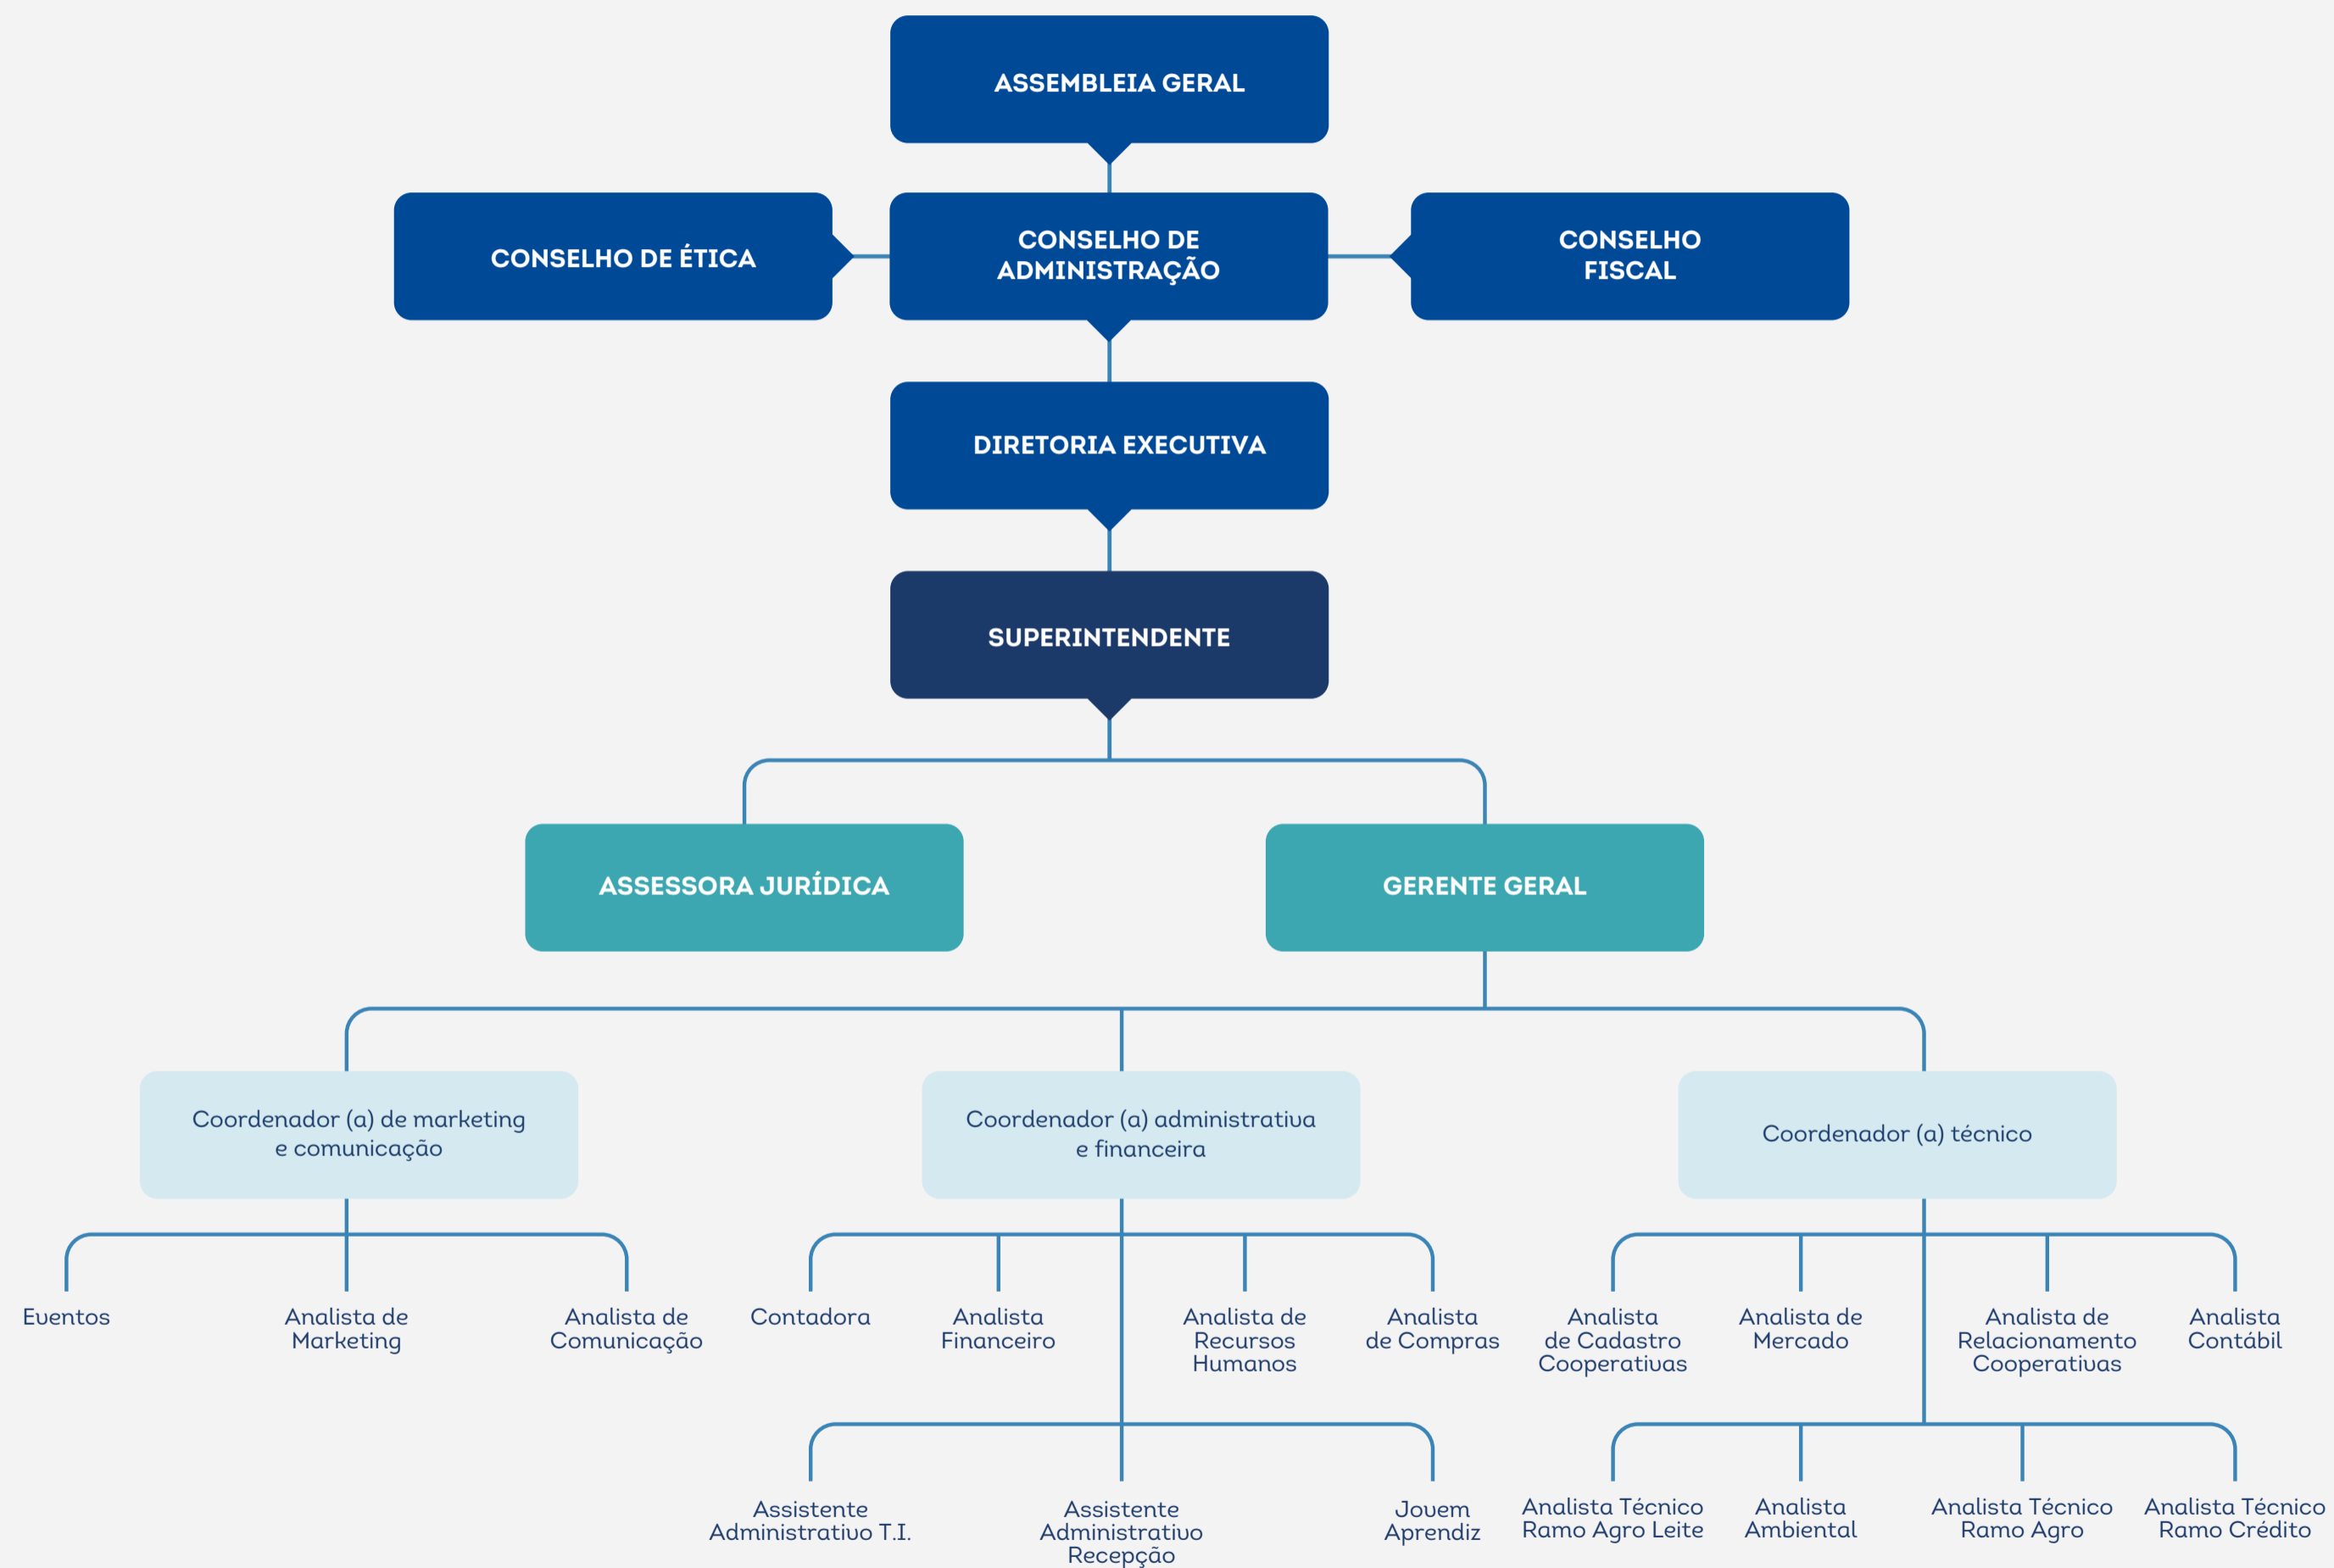 ASSEMBLEIA GERAL
CONSELHO DE ÉTICA
CONSELHO DE
ADMINISTRAÇÃO
CONSELHO
FISCAL
DIRETORIA EXECUTIVA
SUPERINTENDENTE
ASSESSORA JURÍDICA
GERENTE GERAL
Coordenador (a) de marketing
e comunicação
Coordenador (a) administrativa
e financeira
Coordenador (a) técnico
Eventos
Analista de
Marketing
Analista de
Comunicação
Contadora
Analista
Financeiro
Analista de
Recursos
Humanos
Analista
de Compras
Analista
de Cadastro
Cooperativas
Analista de
Mercado
Analista de
Relacionamento
Cooperativas
Analista
Contábil
Assistente
Administrativo T.I.
Assistente
Administrativo
Recepção
Jovem
Aprendiz
Analista Técnico
Ramo Agro Leite
Analista
Ambiental
Analista Técnico
Ramo Agro
Analista Técnico
Ramo Crédito